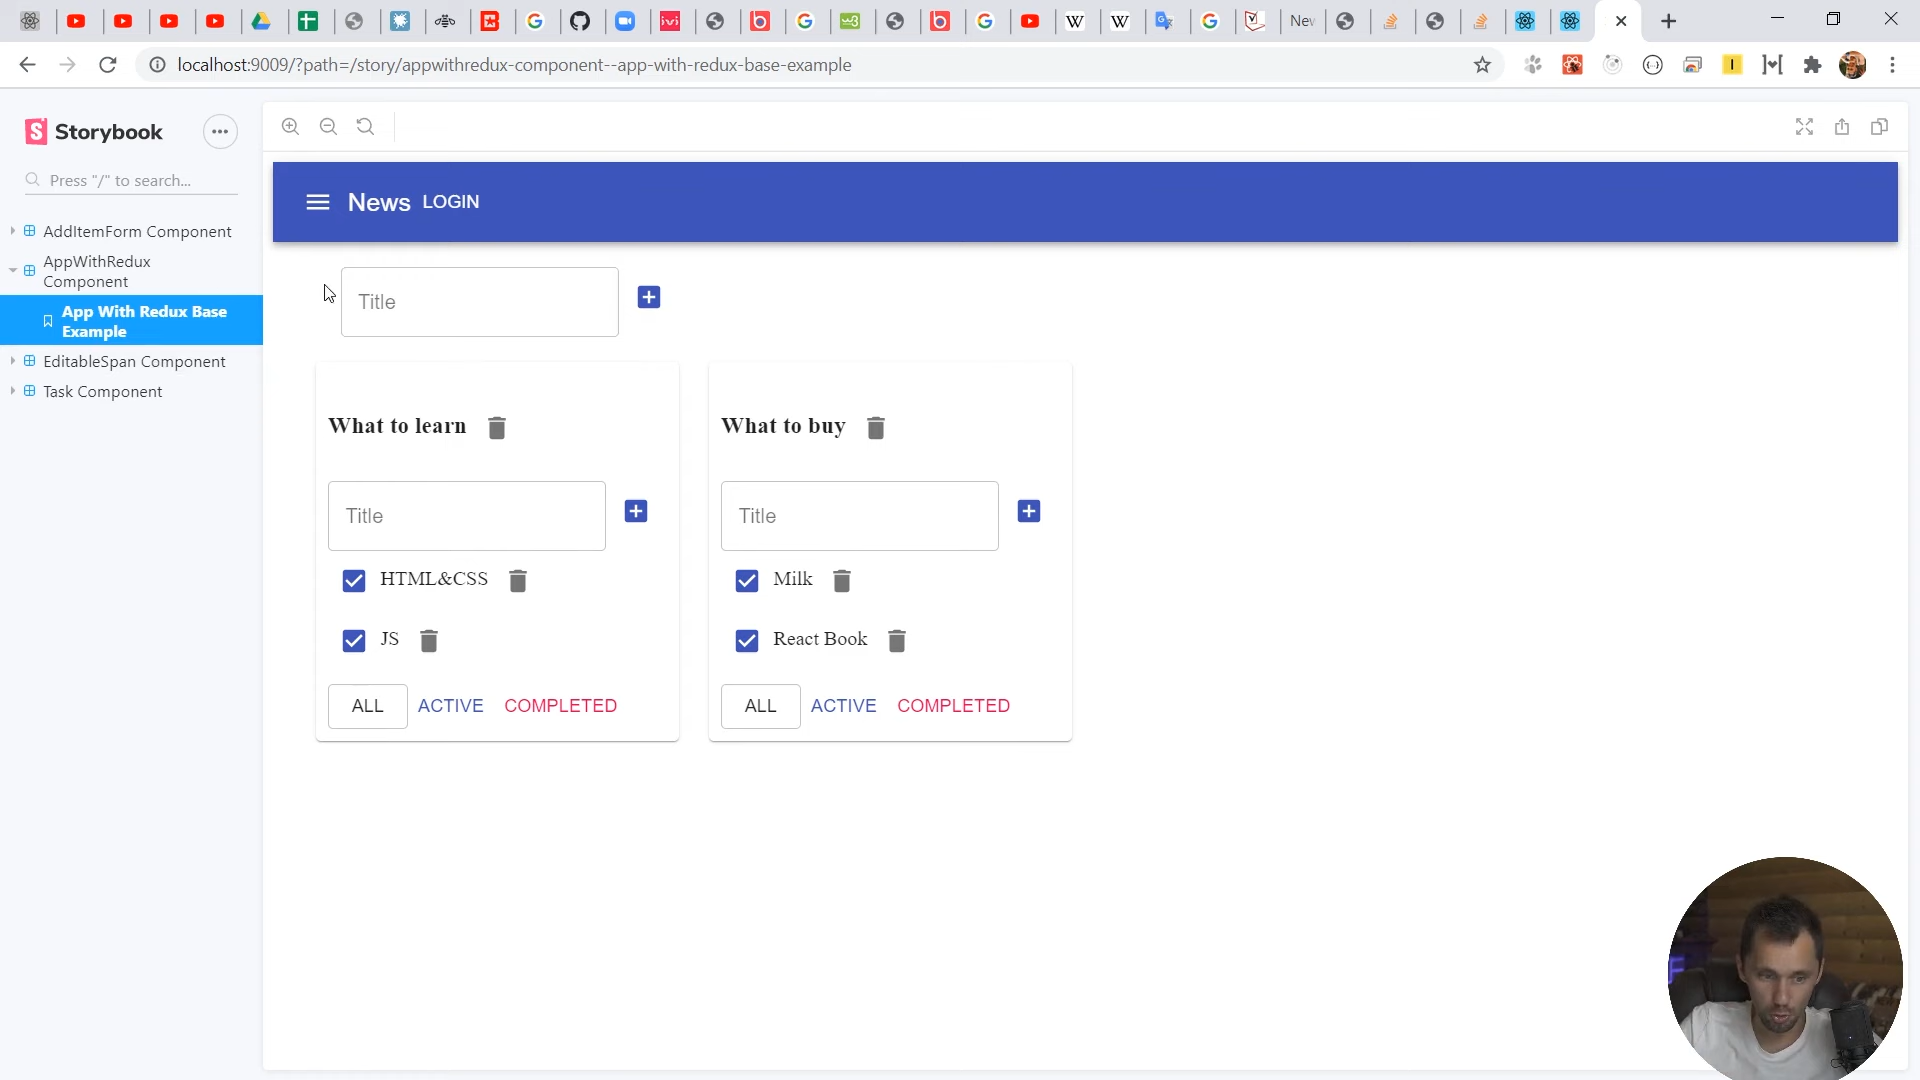 New
localhost:9009/?path=/story/appwithredux-component--app-with-redux-base-example
Storybook
Press "/" to search...
AddItemForm Component
AppWithRedux
Component
App With Redux Base
Example
EditableSpan Component
Task Component
News LOGIN
Title
What to learn
Title
HTML&CSS
JS
ALL ACTIVE COMPLETED
What to buy
Title
Milk
React Book
ALL ACTIVE COMPLETED